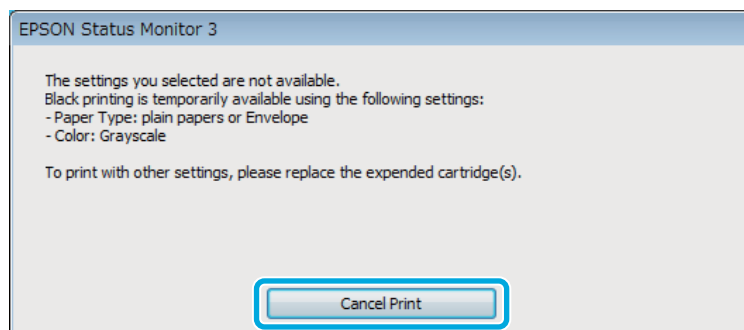 EPSON Status Monitor 3
The settings you selected are not available.
Black printing is temporarily available using the following settings:
- Paper Type: plain papers or Envelope
- Color: Grayscale
To print with other settings, please replace the expended cartridge(s).
Cancel Print